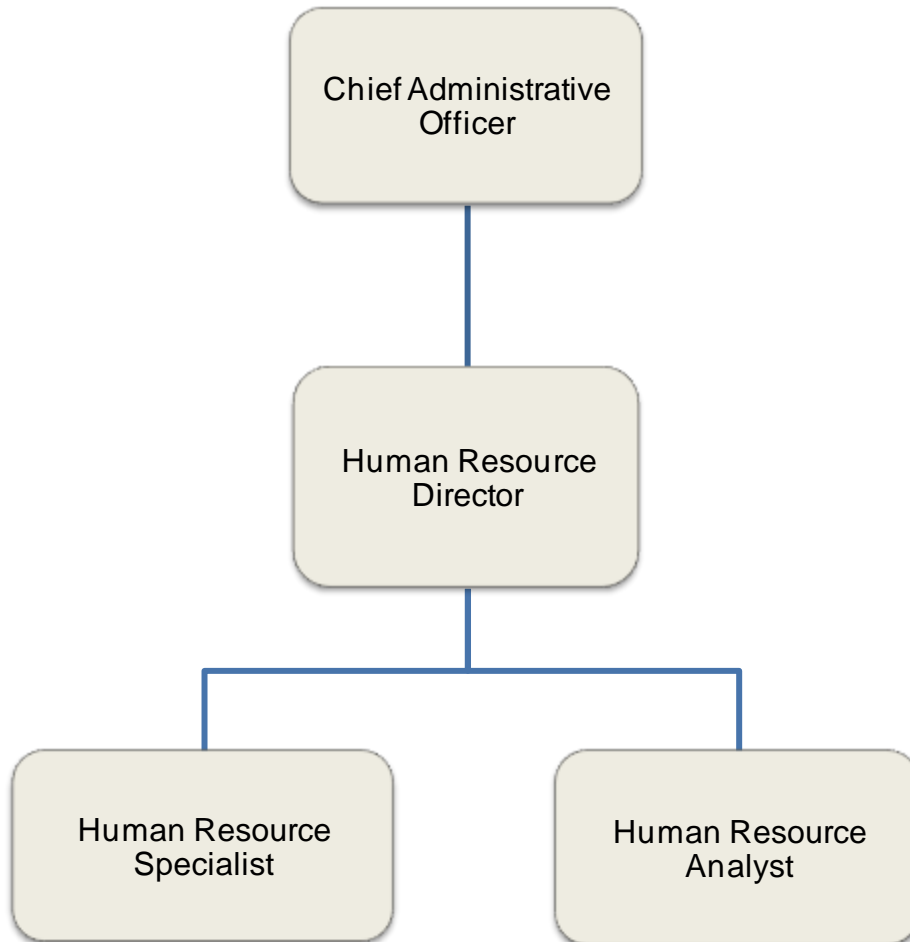 Chief Administrative
Officer
Human Resource
Director
Human Resource
Specialist
Human Resource
Analyst